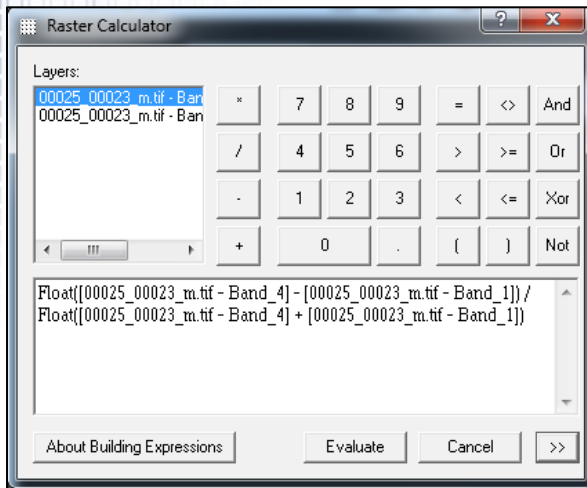 Raster Calculator
?
X
Layers:
00025_00023_m.tif - Ban
00025_00023_m.tif - Ban
* 7 8 9 = <> And
/ 4 5 6 > >= Or
- 1 2 3 < <= Xor
+ 0 . ( ) Not
Float([00025_00023_m.tif - Band_4] - [00025_00023_m.tif - Band_1]) /
Float([00025_00023_m.tif - Band_4] + [00025_00023_m.tif - Band_1])
About Building Expressions
Evaluate
Cancel
>>